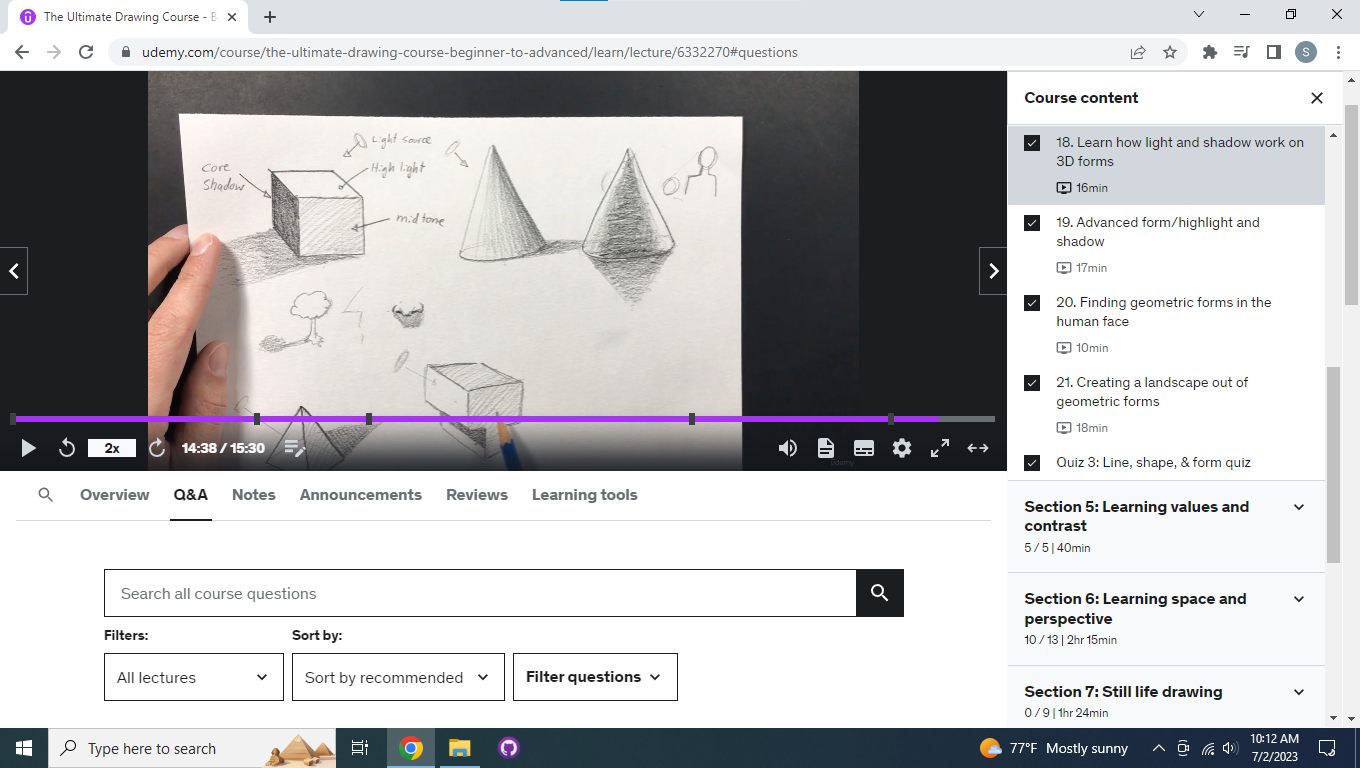 The Ultimate Drawing Course - B
udemy.com/course/the-ultimate-drawing-course-beginner-to-advanced/learn/lecture/6332270#questions
S
Light source
High light
Core
Shadow
mid tone
2x
14:38 / 15:30
Course content
18. Learn how light and shadow work on
3D forms
16min
19. Advanced form/highlight and
shadow
17min
20. Finding geometric forms in the
human face
10min
21. Creating a landscape out of
geometric forms
18min
Quiz 3: Line, shape, & form quiz
Section 5: Learning values and
contrast
5 / 5 | 40min
Section 6: Learning space and
perspective
10 / 13 | 2hr 15min
Section 7: Still life drawing
0 / 9 | 1hr 24min
Overview
Q&A
Notes
Announcements
Reviews
Learning tools
Search all course questions
Filters:
Sort by:
All lectures
Sort by recommended
Filter questions
Type here to search
77°F Mostly sunny
10:12 AM
7/2/2023